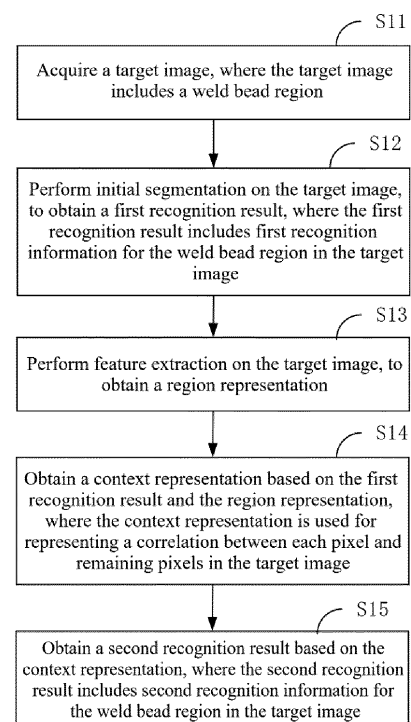 S11
Acquire a target image, where the target image
includes a weld bead region
S12
Perform initial segmentation on the target image,
to obtain a first recognition result, where the first
recognition result includes first recognition
information for the weld bead region in the target
image
S13
Perform feature extraction on the target image, to
obtain a region representation
S14
Obtain a context representation based on the first
recognition result and the region representation,
where the context representation is used for
representing a correlation between each pixel and
remaining pixels in the target image
S15
Obtain a second recognition result based on the
context representation, where the second recognition
result includes second recognition information for
the weld bead region in the target image